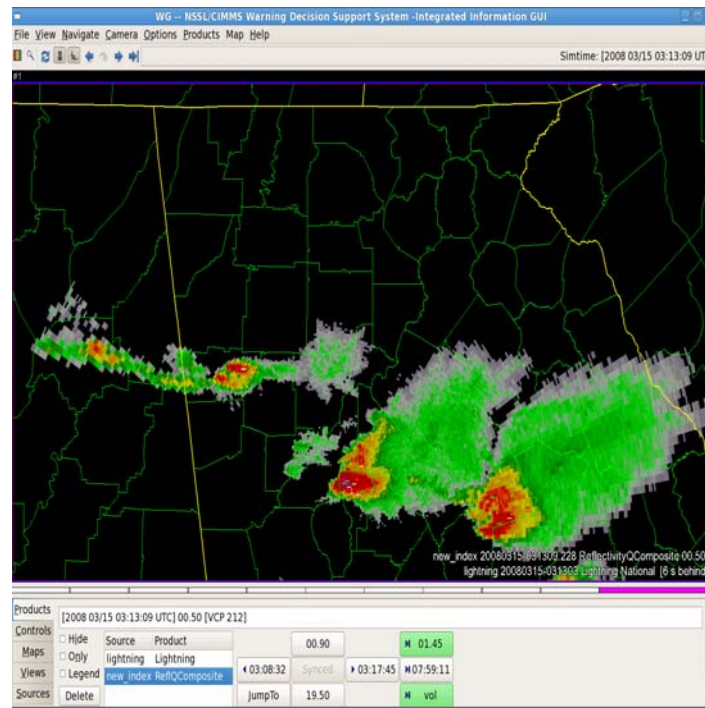 WG -- NSSL/CIMMS Warning Decision Support System -Integrated Information GUI
File View Navigate Camera Options Products Map Help
Simtime: [2008 03/15 03:13:09 UT
#1
new_index 20080315-031309.228 ReflectivityQComposite 00.50
lightning 20080315-031303 Lightning National [6 s behind
Products
[2008 03/15 03:13:09 UTC] 00.50 [VCP 212]
Controls
Hide Source Product 00.90 01.45
Maps
Only lightning Lightning
Views
Legend new_index ReflQComposite 03:08:32 Synced 03:17:45 07:59:11
Sources
Delete JumpTo 19.50 vol